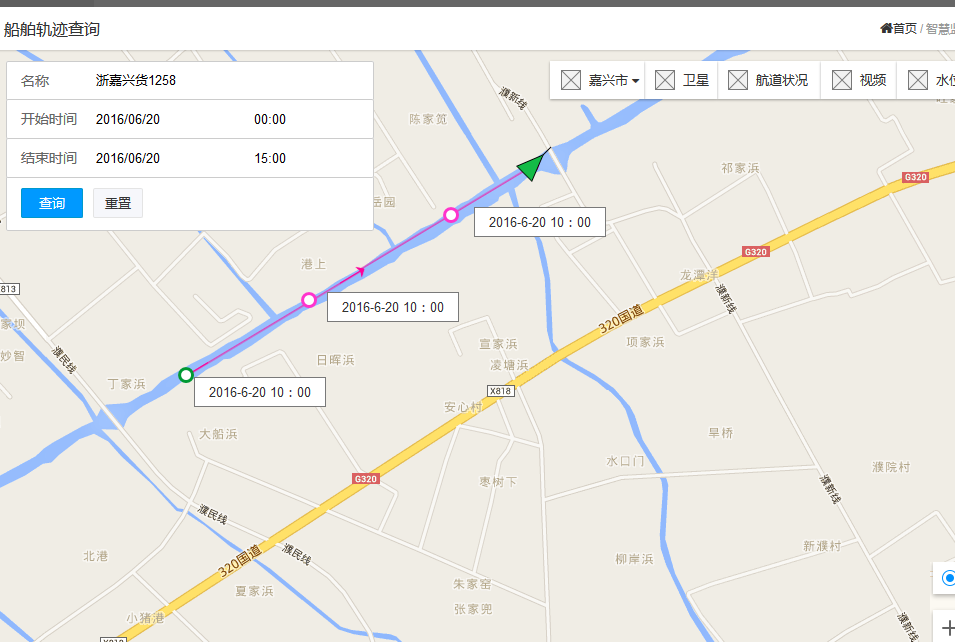 船舶轨迹查询
首页 / 智慧
名称 浙嘉兴货1258
开始时间 2016/06/20 00:00
结束时间 2016/06/20 15:00
查询 重置
嘉兴市 卫星 航道状况 视频 水
濮新线
陈家笕
祁家浜
G320
岳园
2016-6-20 10：00
港上
G320
龙潭洋
濮新线
813
2016-6-20 10：00
320国道
家坝
妙智
濮民线
日晖浜
宣家浜
凌塘浜
项家浜
丁家浜
2016-6-20 10：00
X818
安心村
大船浜
旱桥
水口门
濮院村
G320
枣树下
濮新线
濮民线
北港
320国道
濮民线
柳岸浜
新濮村
夏家浜
朱家窑
张家兜
小猪港
濮新线